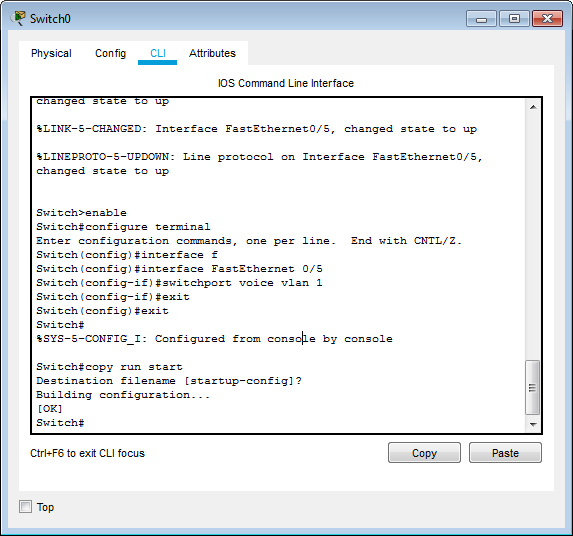 Switch0
Physical Config CLI Attributes
IOS Command Line Interface
changed state to up
%LINK-5-CHANGED: Interface FastEthernet0/5, changed state to up
%LINEPROTO-5-UPDOWN: Line protocol on Interface FastEthernet0/5,
changed state to up
Switch>enable
Switch#configure terminal
Enter configuration commands, one per line.  End with CNTL/Z.
Switch(config)#interface f
Switch(config)#interface FastEthernet 0/5
Switch(config-if)#switchport voice vlan 1
Switch(config-if)#exit
Switch(config)#exit
Switch#
%SYS-5-CONFIG_I: Configured from console by console
Switch#copy run start
Destination filename [startup-config]?
Building configuration...
[OK]
Switch#
Ctrl+F6 to exit CLI focus
Copy Paste
Top